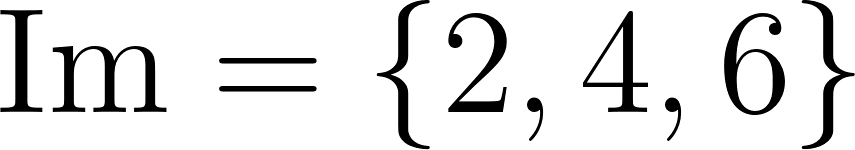 Im = {2, 4, 6}